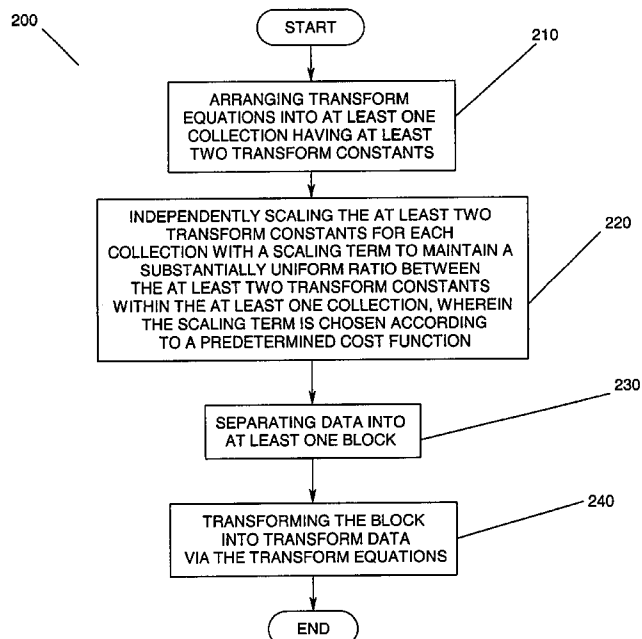 200
START
210
ARRANGING TRANSFORM
EQUATIONS INTO AT LEAST ONE
COLLECTION HAVING AT LEAST
TWO TRANSFORM CONSTANTS
INDEPENDENTLY SCALING THE AT LEAST TWO
TRANSFORM CONSTANTS FOR EACH
COLLECTION WITH A SCALING TERM TO MAINTAIN A
SUBSTANTIALLY UNIFORM RATIO BETWEEN
THE AT LEAST TWO TRANSFORM CONSTANTS
WITHIN THE AT LEAST ONE COLLECTION, WHEREIN
THE SCALING TERM IS CHOSEN ACCORDING
TO A PREDETERMINED COST FUNCTION
220
SEPARATING DATA INTO
AT LEAST ONE BLOCK
230
TRANSFORMING THE BLOCK
INTO TRANSFORM DATA
VIA THE TRANSFORM EQUATIONS
240
END